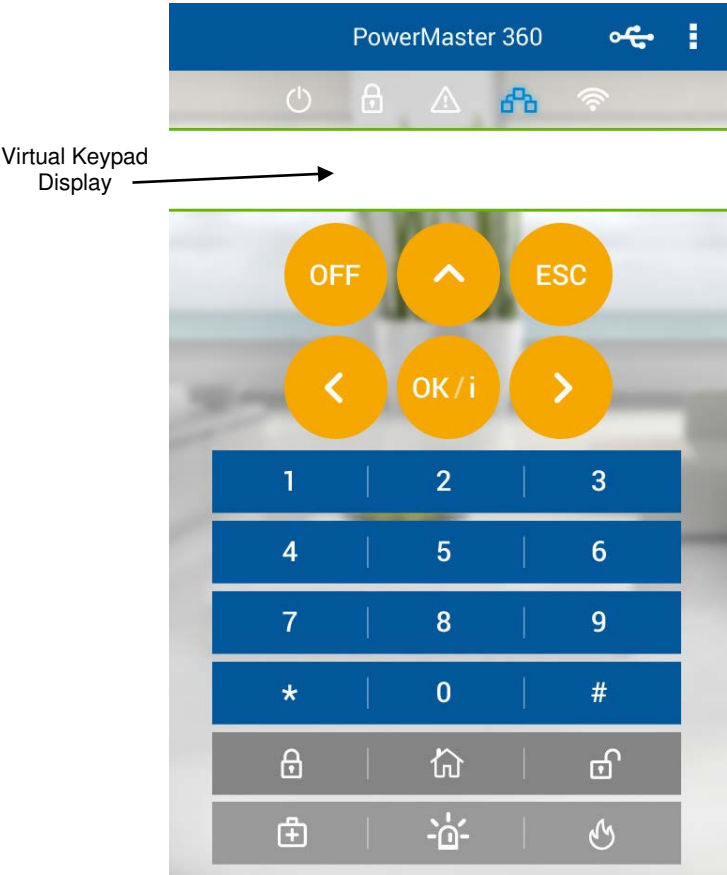 PowerMaster 360
Virtual Keypad
Display
OFF
ESC
OK/i
1 2 3
4 5 6
7 8 9
* 0 #